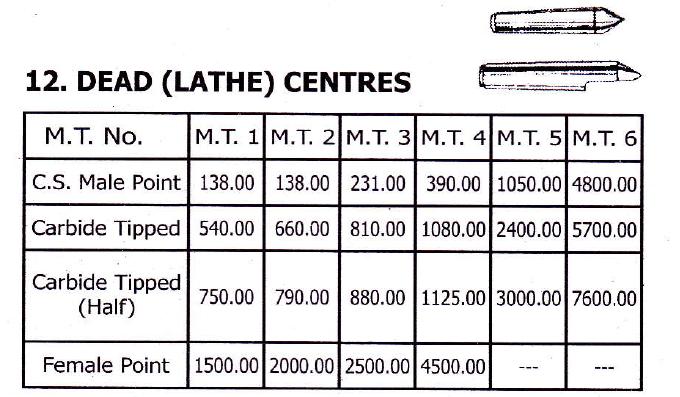 12. DEAD (LATHE) CENTRES
M.T. No. M.T. 1 M.T. 2 M.T. 3 M.T. 4 M.T. 5 M.T. 6
C.S. Male Point 138.00 138.00 231.00 390.00 1050.00 4800.00
Carbide Tipped 540.00 660.00 810.00 1080.00 2400.00 5700.00
Carbide Tipped
(Half) 750.00 790.00 880.00 1125.00 3000.00 7600.00
Female Point 1500.00 2000.00 2500.00 4500.00 --- ---